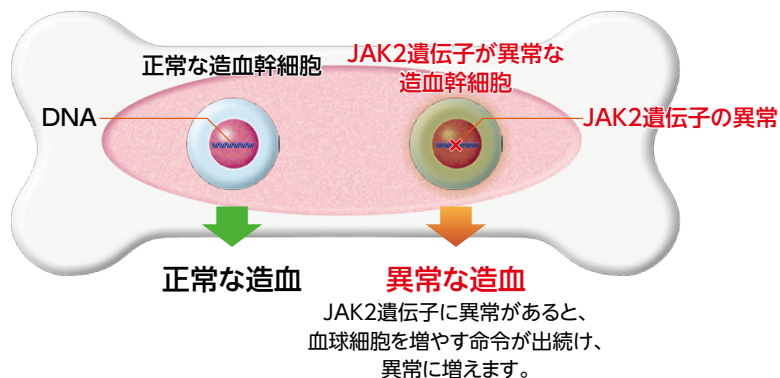 正常な造血幹細胞
JAK2遺伝子が異常な
造血幹細胞
DNA
JAK2遺伝子の異常
正常な造血
異常な造血
JAK2遺伝子に異常があると、
血球細胞を増やす命令が出続け、
異常に増えます。